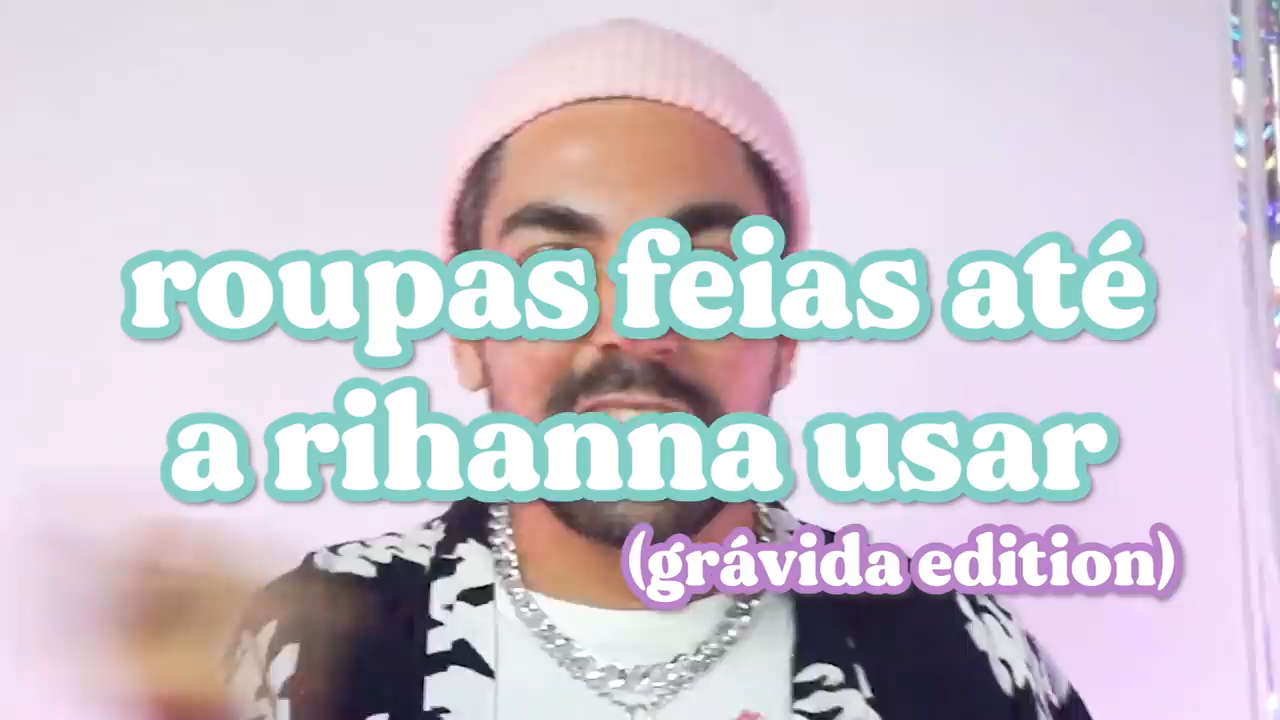 roupas feias até
a rihanna usar
(grávida edition)